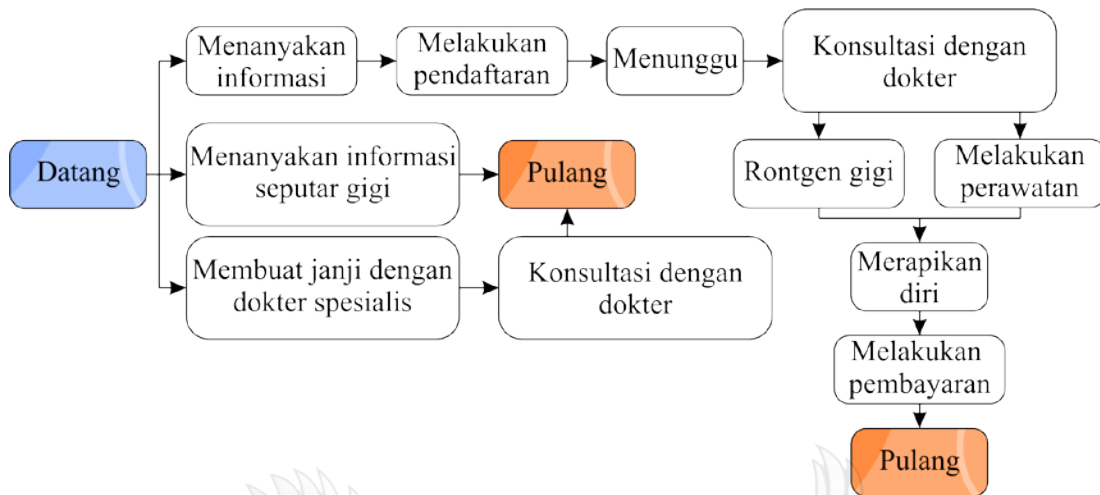 Menanyakan
informasi
Melakukan
pendaftaran
Menunggu
Konsultasi dengan
dokter
Datang
Menanyakan informasi
seputar gigi
Pulang
Rontgen gigi
Melakukan
perawatan
Membuat janji dengan
dokter spesialis
Konsultasi dengan
dokter
Merapikan
diri
Melakukan
pembayaran
Pulang